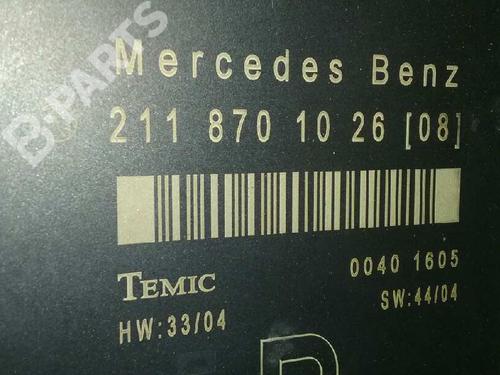 B-PARTS
Mercedes Benz
211 870 10 26 [08]
TEMIC
0040 1605
HW:33/04
SW:44/04